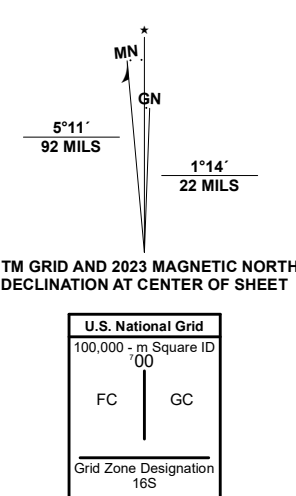 ★
MN
GN
5°11´
92 MILS
1°14´
22 MILS
TM GRID AND 2023 MAGNETIC NORTH
DECLINATION AT CENTER OF SHEET
U.S. National Grid
100,000 - m Square ID
⁷00
FC GC
Grid Zone Designation
16S